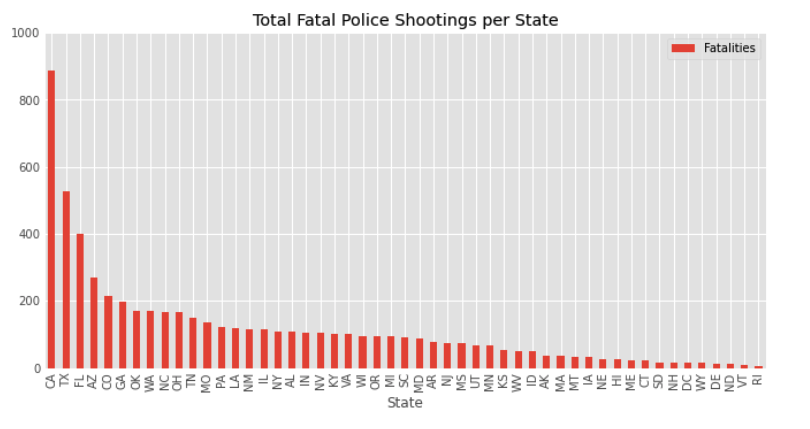 Total Fatal Police Shootings per State
1000
800
600
400
200
0
Fatalities
CA TX FL AZ CO GA OK WA NC OH TN MO PA LA NM IL NY AL IN NV KY VA WI OR MI SC MD AR NJ MS UT MN KS WV ID AK MA MT IA NE HI ME CT SD NH DC WY DE ND VT RI
State